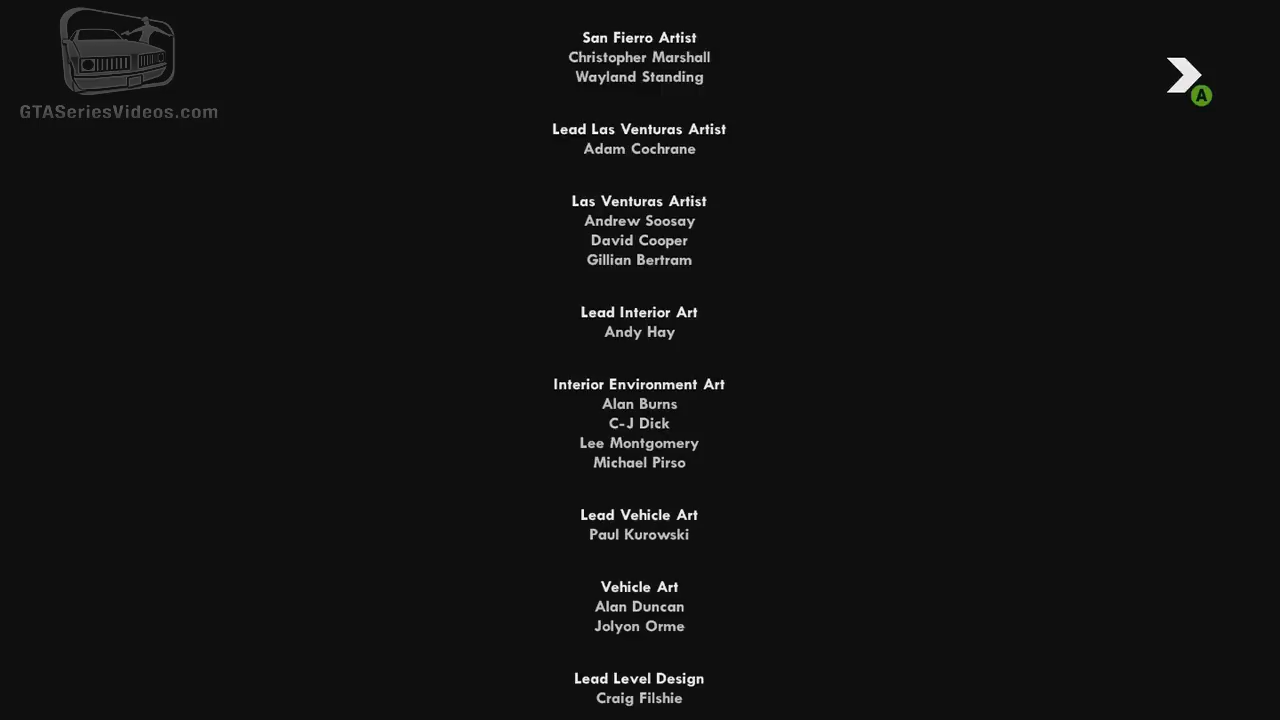 GTASeriesVideos.com
San Fierro Artist
Christopher Marshall
Wayland Standing
A
Lead Las Venturas Artist
Adam Cochrane
Las Venturas Artist
Andrew Soosay
David Cooper
Gillian Bertram
Lead Interior Art
Andy Hay
Interior Environment Art
Alan Burns
C-J Dick
Lee Montgomery
Michael Pirso
Lead Vehicle Art
Paul Kurowski
Vehicle Art
Alan Duncan
Jolyon Orme
Lead Level Design
Craig Filshie